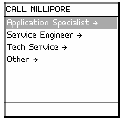 CALL MILLIPORE
Application Specialist →
Service Engineer →
Tech Service →
Other →